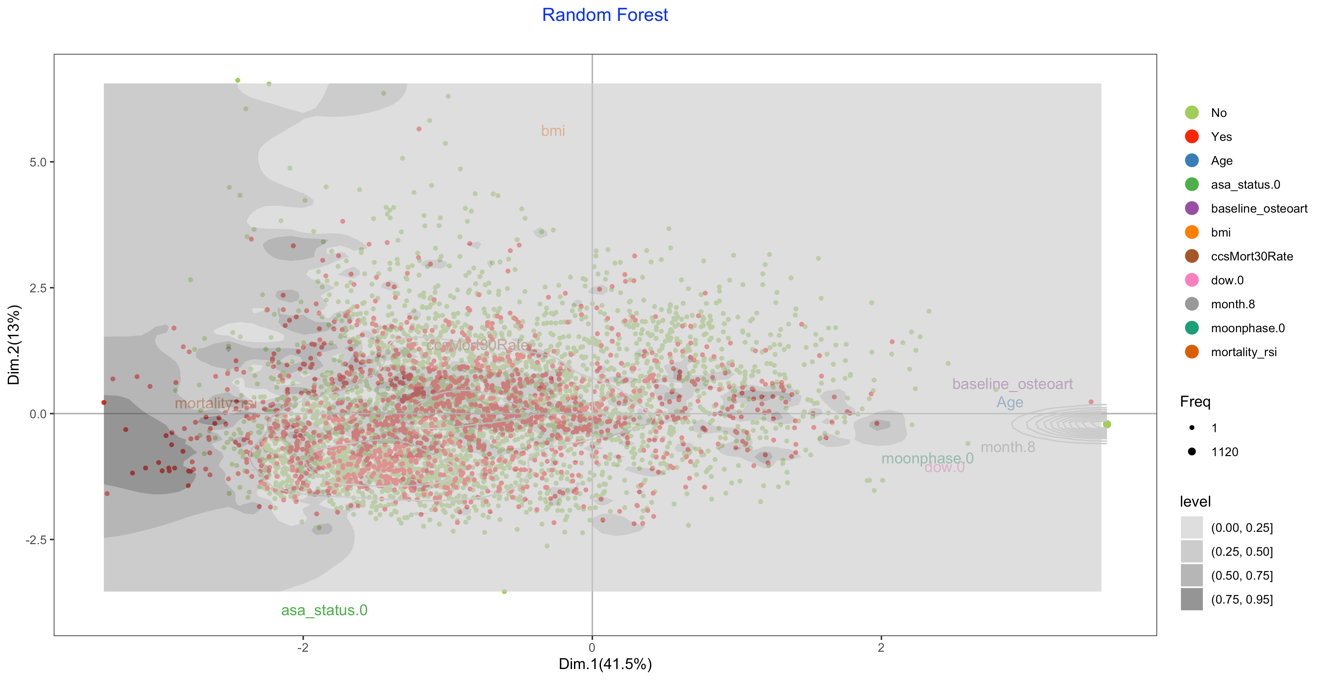 Random Forest
bmi
ccsMort30Rate
mortality_rsi
baseline_osteoart
Age
month.8
moonphase.0
dow.0
asa_status.0
5.0
2.5
0.0
-2.5
Dim.2(13%)
-2
0
2
Dim.1(41.5%)
No
Yes
Age
asa_status.0
baseline_osteoart
bmi
ccsMort30Rate
dow.0
month.8
moonphase.0
mortality_rsi
Freq
1
1120
level
(0.00, 0.25]
(0.25, 0.50]
(0.50, 0.75]
(0.75, 0.95]